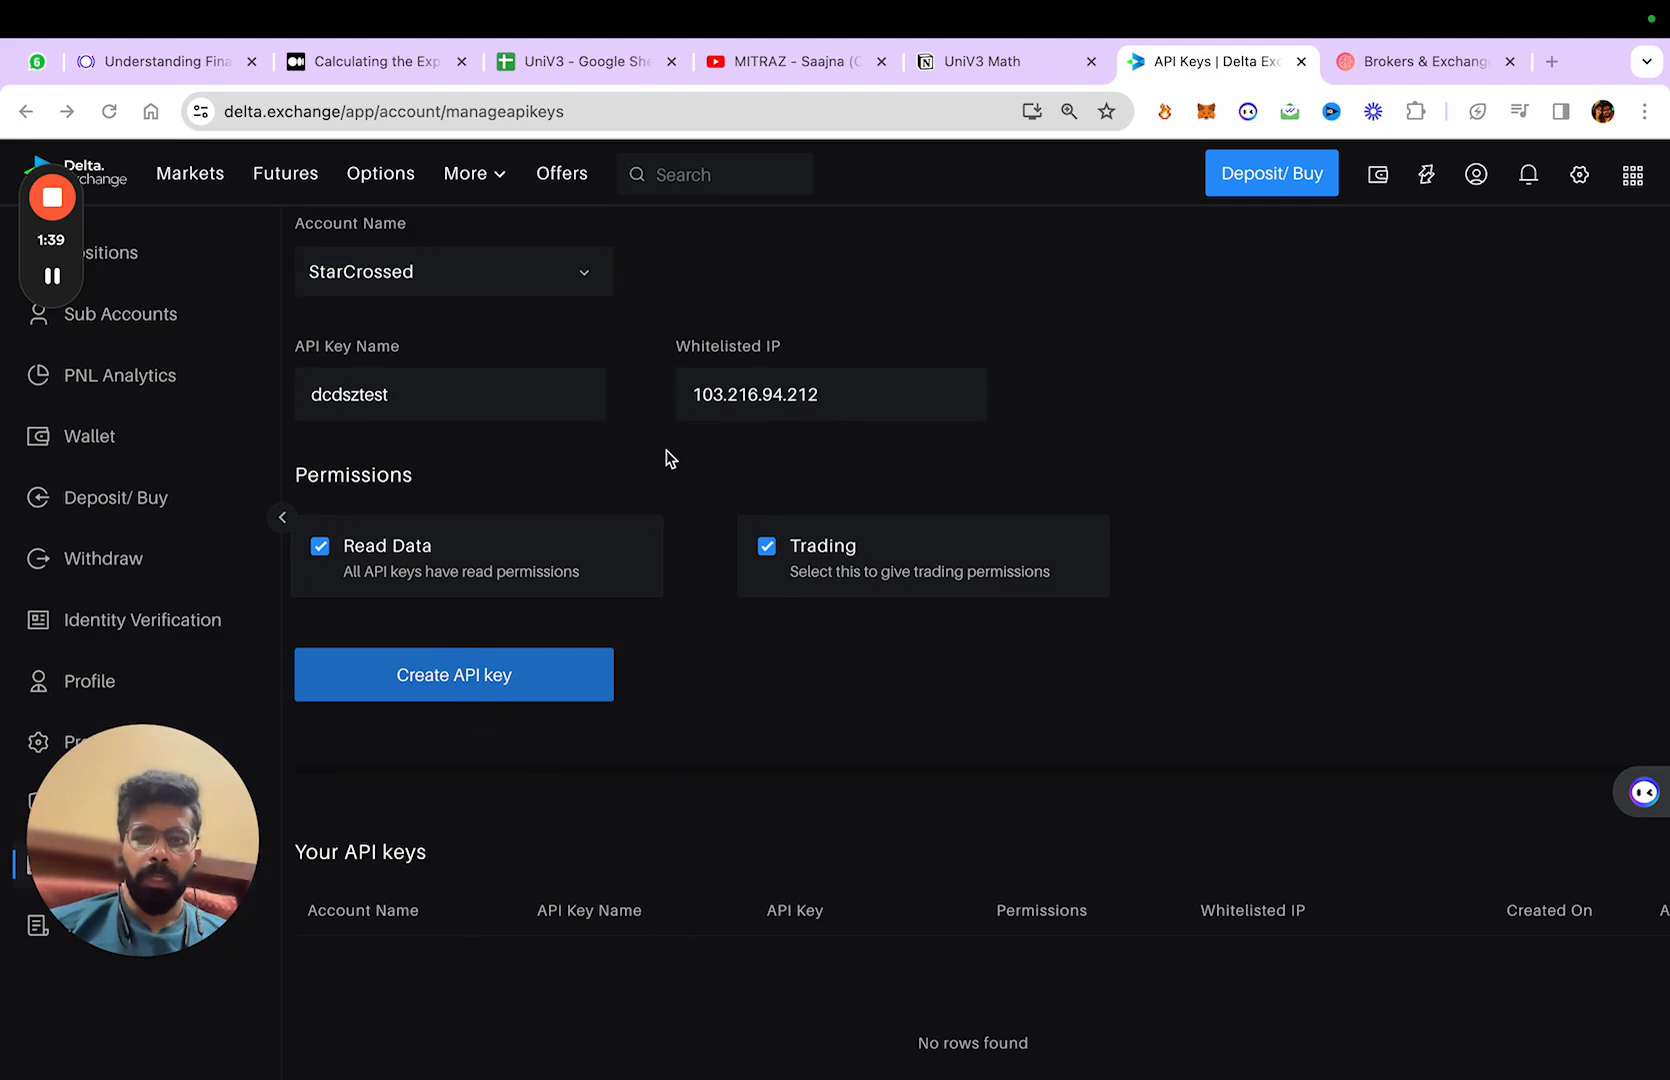 6
Understanding Fina
Calculating the Exp
UniV3 - Google She
MITRAZ - Saajna (O
UniV3 Math
API Keys | Delta Exc
Brokers & Exchang
delta.exchange/app/account/manageapikeys
Delta.
change
Markets
Futures
Options
More
Offers
Search
Deposit/ Buy
1:39
sitions
Sub Accounts
PNL Analytics
Wallet
Deposit/ Buy
Withdraw
Identity Verification
Profile
Account Name
StarCrossed
API Key Name
Whitelisted IP
dcdsztest
103.216.94.212
Permissions
Read Data
All API keys have read permissions
Trading
Select this to give trading permissions
Create API key
Your API keys
Account Name
API Key Name
API Key
Permissions
Whitelisted IP
Created On
A
No rows found